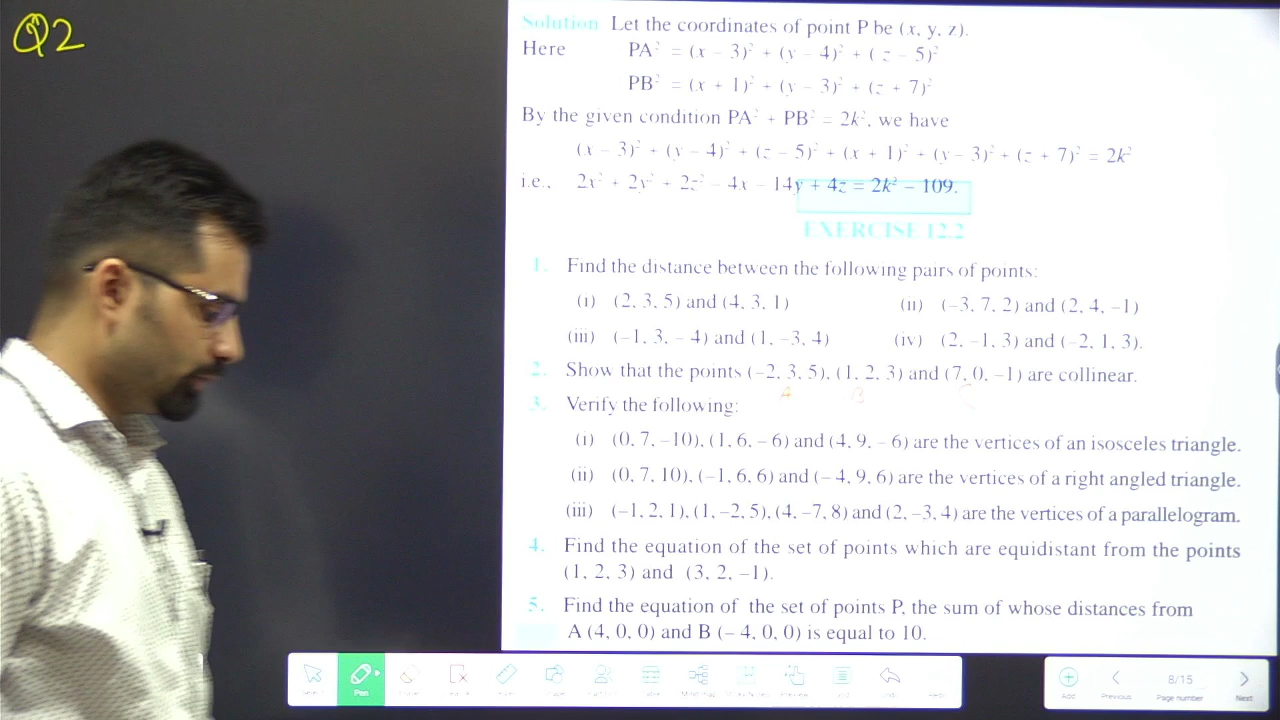 Q2
Solution Let the coordinates of point P be (x, y, z).
Here PA² = (x – 3)² + (y – 4)² + ( z – 5)²
PB² = (x + 1)² + (y – 3)² + (z + 7)²
By the given condition PA² + PB² = 2k², we have
(x – 3)² + (y – 4)² + (z – 5)² + (x + 1)² + (y – 3)² + (z + 7)² = 2k²
i.e., 2x² + 2y² + 2z² – 4x – 14y + 4z = 2k² – 109.
EXERCISE 12.2
1. Find the distance between the following pairs of points:
(i) (2, 3, 5) and (4, 3, 1) (ii) (–3, 7, 2) and (2, 4, –1)
(iii) (–1, 3, – 4) and (1, –3, 4) (iv) (2, –1, 3) and (–2, 1, 3).
2. Show that the points (–2, 3, 5), (1, 2, 3) and (7, 0, –1) are collinear.
A B C
3. Verify the following:
(i) (0, 7, –10), (1, 6, – 6) and (4, 9, – 6) are the vertices of an isosceles triangle.
(ii) (0, 7, 10), (–1, 6, 6) and (– 4, 9, 6) are the vertices of a right angled triangle.
(iii) (–1, 2, 1), (1, –2, 5), (4, –7, 8) and (2, –3, 4) are the vertices of a parallelogram.
4. Find the equation of the set of points which are equidistant from the points
(1, 2, 3) and (3, 2, –1).
5. Find the equation of the set of points P, the sum of whose distances from
A (4, 0, 0) and B (– 4, 0, 0) is equal to 10.
Select Pen
8/15
Add Previous Page number Next